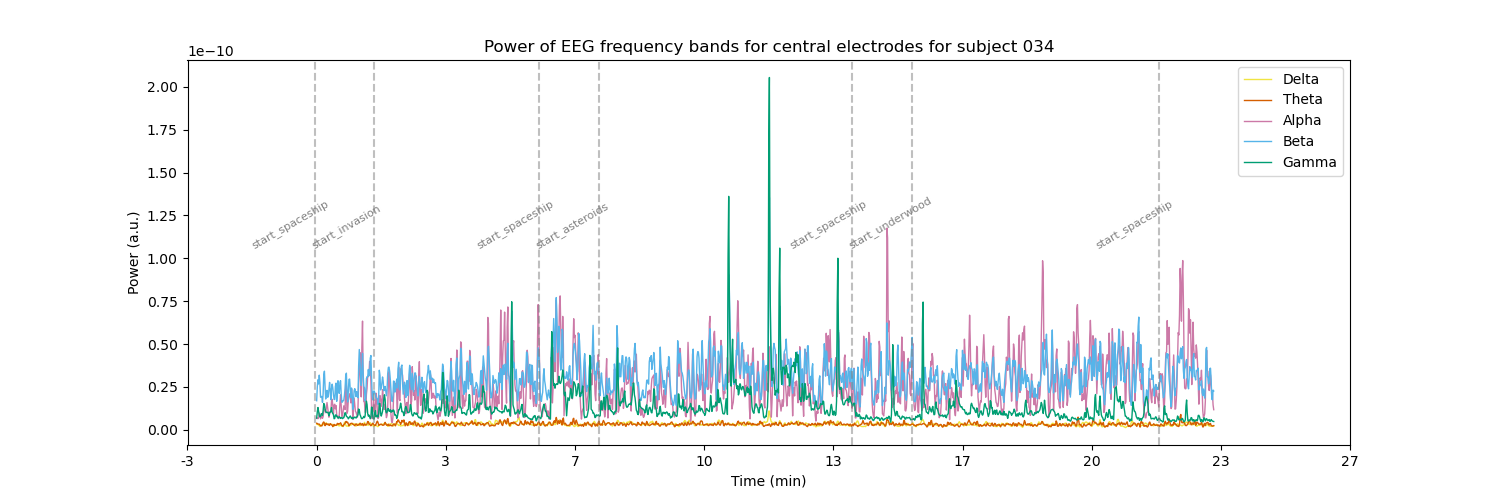 Power of EEG frequency bands for central electrodes for subject 034
1e−10
2.00
1.75
1.50
1.25
1.00
0.75
0.50
0.25
0.00
Power (a.u.)
start_spaceship
start_invasion
start_spaceship
start_asteroids
start_spaceship
start_underwood
start_spaceship
Delta
Theta
Alpha
Beta
Gamma
-3 0 3 7 10 13 17 20 23 27
Time (min)